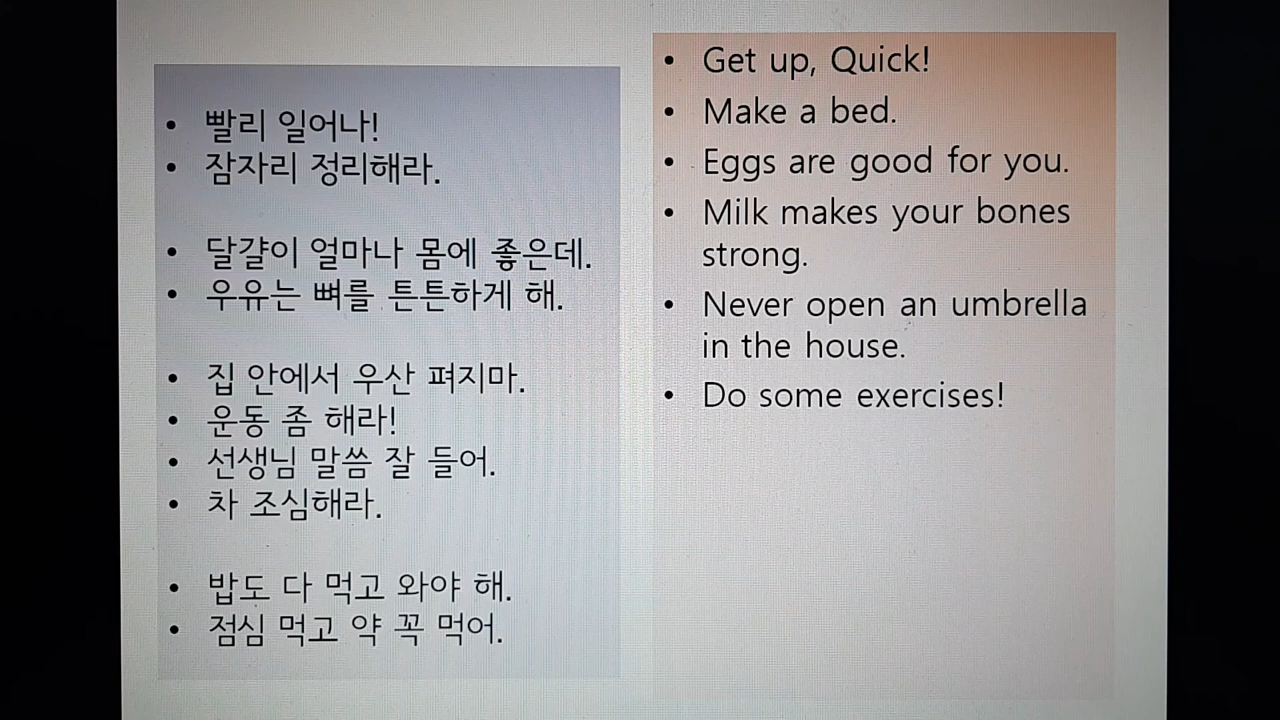 • 빨리 일어나!
• 잠자리 정리해라.
• 달걀이 얼마나 몸에 좋은데.
• 우유는 뼈를 튼튼하게 해.
• 집 안에서 우산 펴지마.
• 운동 좀 해라!
• 선생님 말씀 잘 들어.
• 차 조심해라.
• 밥도 다 먹고 와야 해.
• 점심 먹고 약 꼭 먹어.
• Get up, Quick!
• Make a bed.
• Eggs are good for you.
• Milk makes your bones
strong.
• Never open an umbrella
in the house.
• Do some exercises!